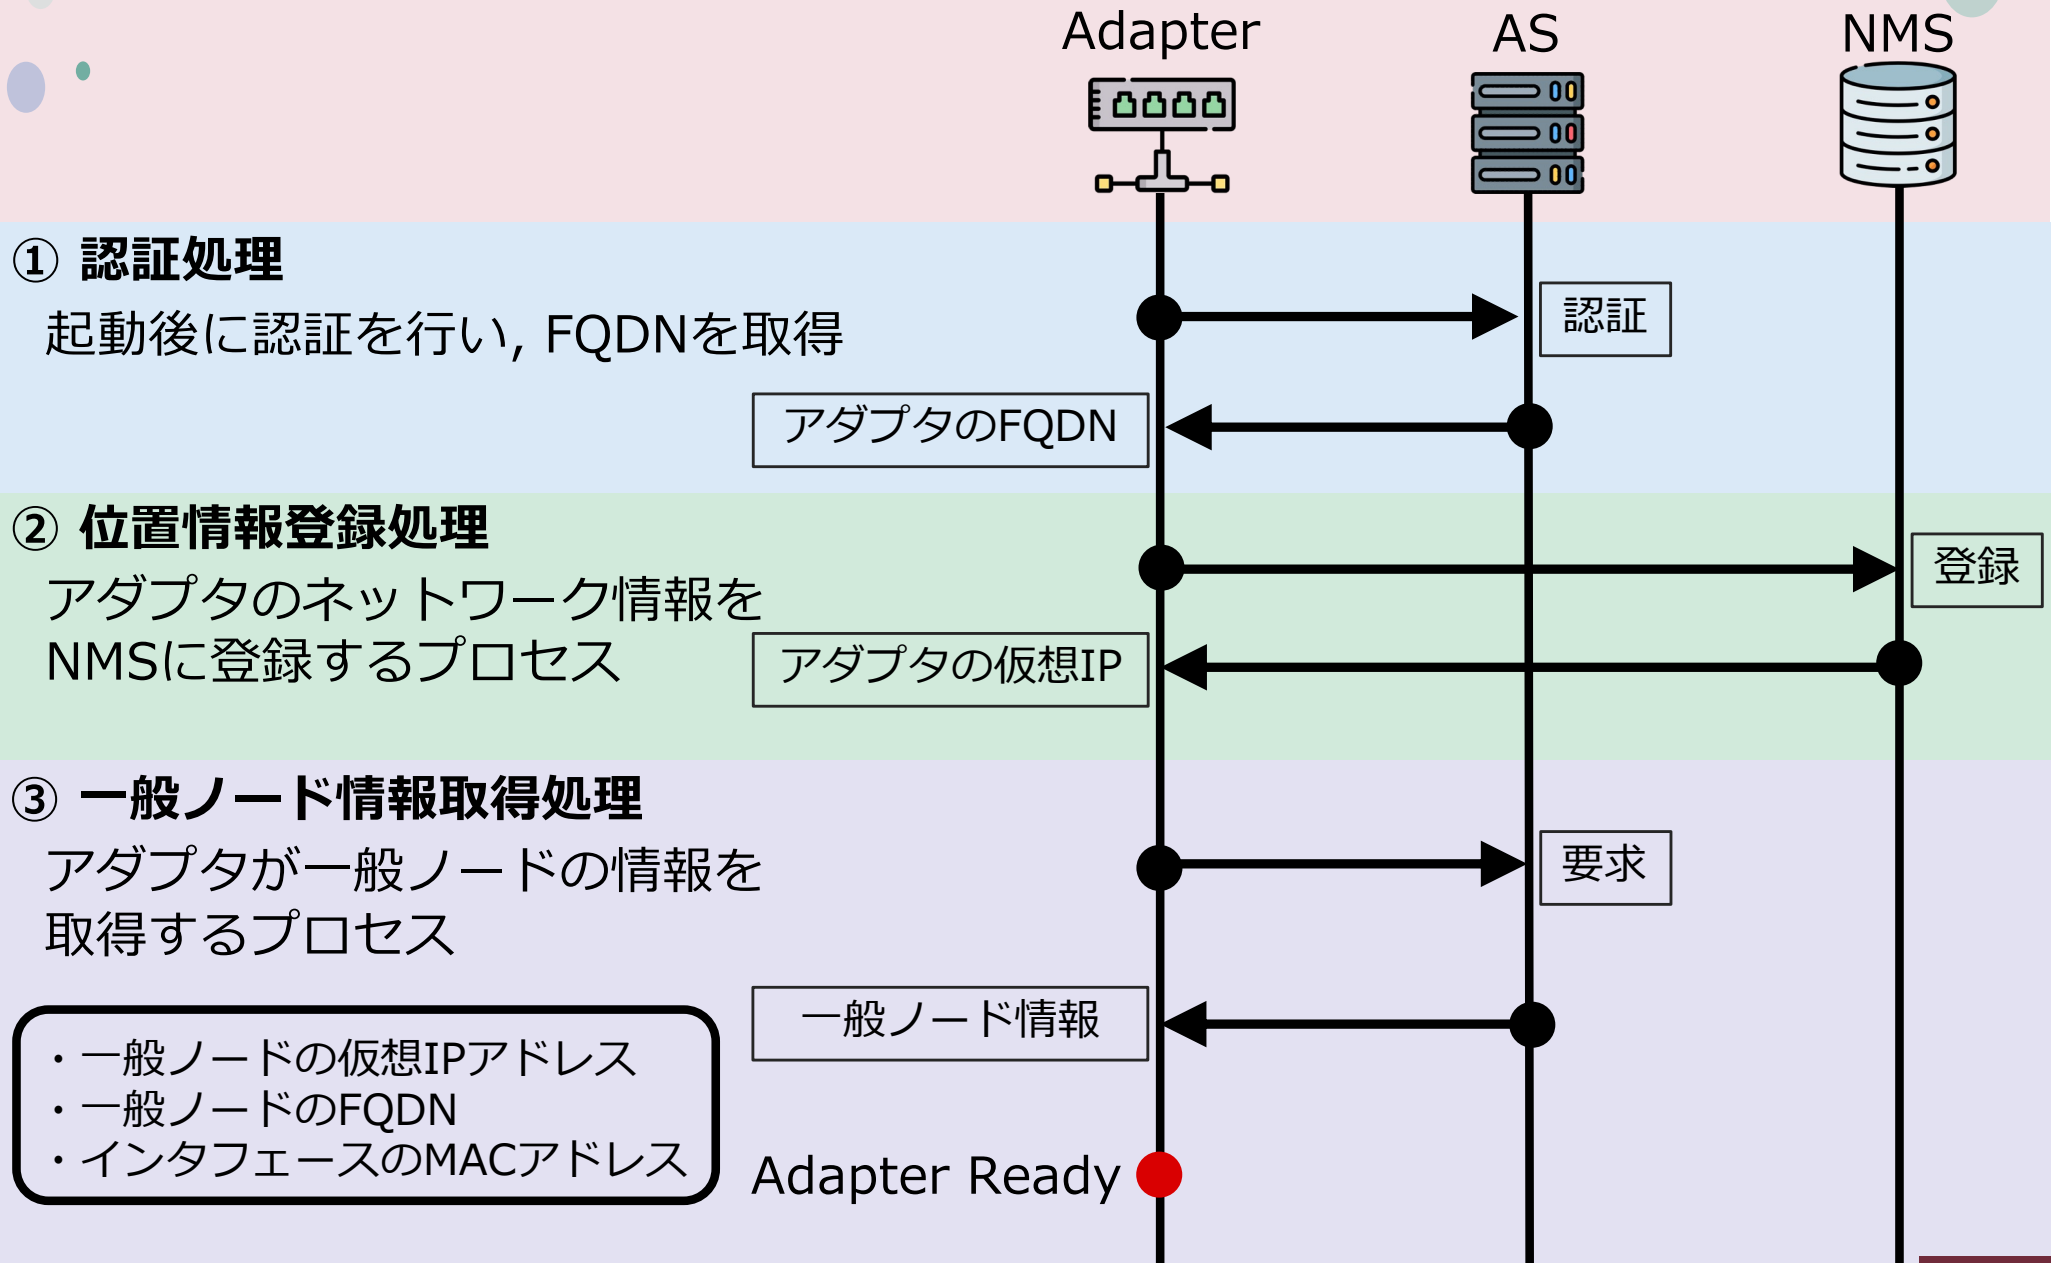 Adapter
AS
NMS
① 認証処理
起動後に認証を行い, FQDNを取得
認証
アダプタのFQDN
② 位置情報登録処理
アダプタのネットワーク情報を
NMSに登録するプロセス
登録
アダプタの仮想IP
③ 一般ノード情報取得処理
アダプタが一般ノードの情報を
取得するプロセス
要求
一般ノード情報
・一般ノードの仮想IPアドレス
・一般ノードのFQDN
・インタフェースのMACアドレス
Adapter Ready